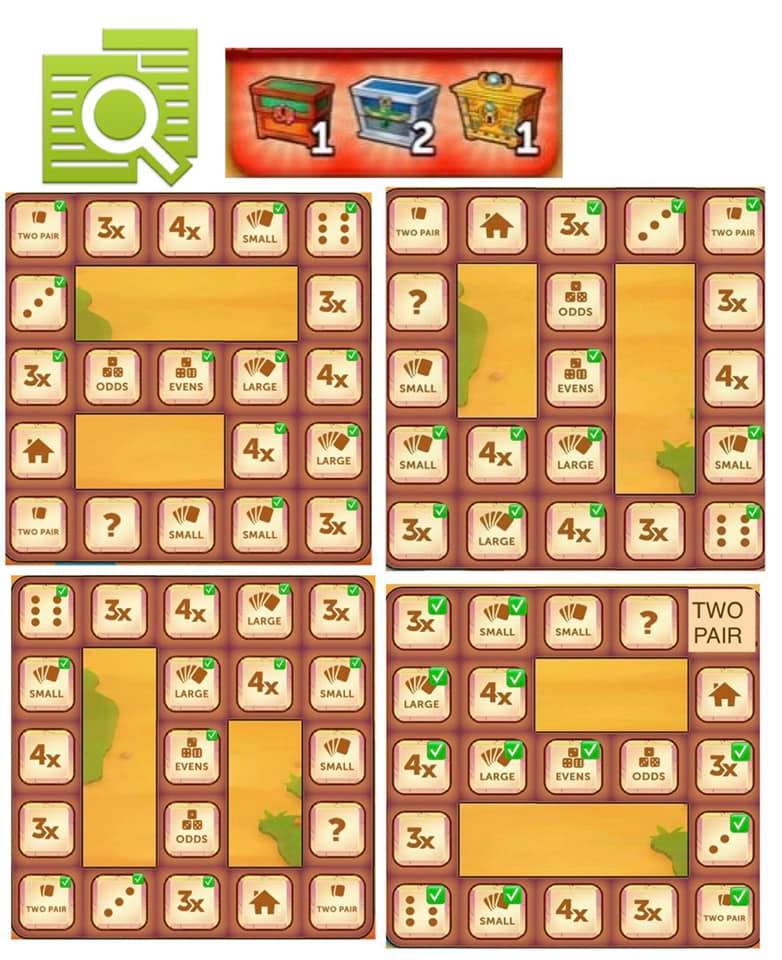 1 2 1
TWO PAIR 3x 4x SMALL
3x
3x ODDS EVENS LARGE 4x
4x LARGE
TWO PAIR ? SMALL SMALL 3x
TWO PAIR 3x TWO PAIR
? ODDS 3x
SMALL EVENS 4x
SMALL 4x LARGE SMALL
3x LARGE 4x 3x
3x 4x LARGE 3x
SMALL LARGE 4x SMALL
4x EVENS SMALL
3x ODDS ?
TWO PAIR 3x TWO PAIR
3x SMALL SMALL ? TWO
PAIR
LARGE 4x
4x LARGE EVENS ODDS 3x
3x
SMALL 4x 3x TWO PAIR